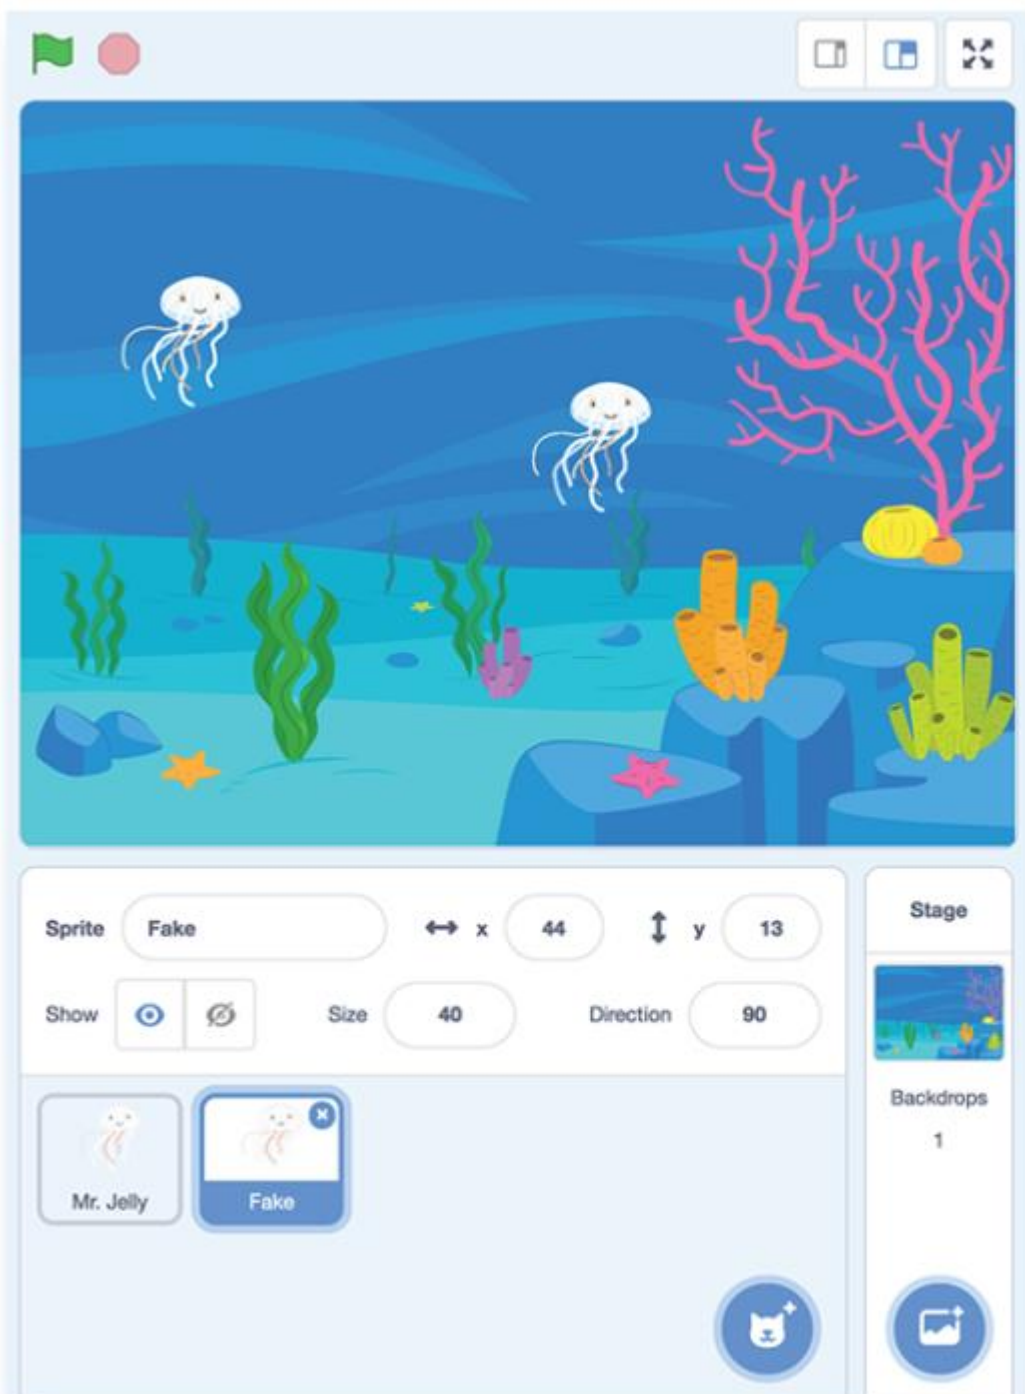 Sprite Fake x 44 y 13
Show Size 40 Direction 90
Mr. Jelly
Fake
Stage
Backdrops
1